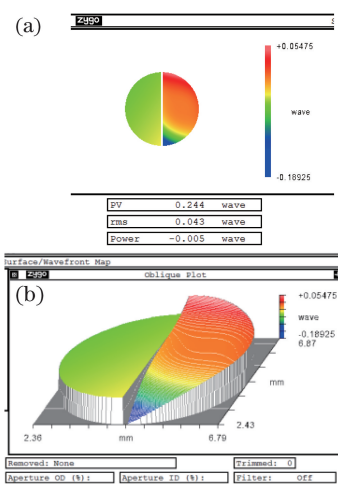 (a)
zygo
+0.05475
wave
-0.18925
PV 0.244 wave
rms 0.043 wave
Power -0.005 wave
urface/Wavefront Map
zygo Oblique Plot
(b)
+0.05475
wave
-0.18925
6.87
mm
2.43
2.36 mm 6.79
Removed: None Trimmed: 0
Aperture OD (%): Aperture ID (%): Filter: Off